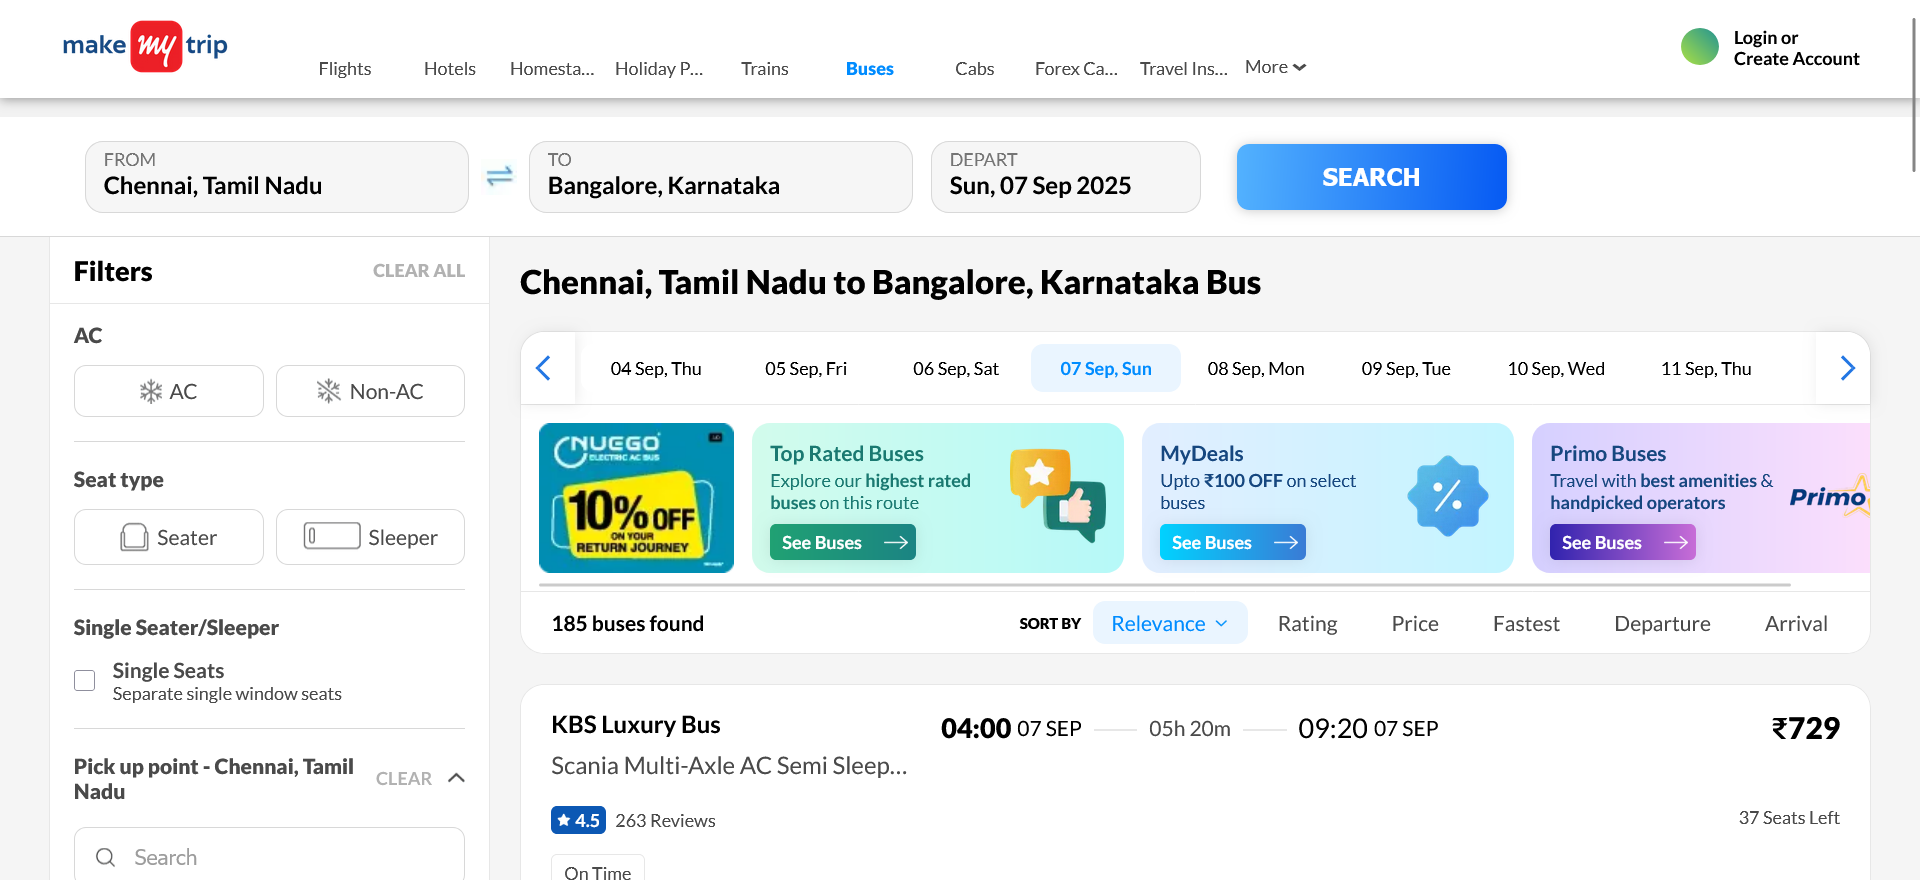 make my trip
Flights
Hotels
Homesta...
Holiday P...
Trains
Buses
Cabs
Forex Ca...
Travel Ins...
More
Login or
Create Account
FROM
Chennai, Tamil Nadu
TO
Bangalore, Karnataka
DEPART
Sun, 07 Sep 2025
SEARCH
Filters
CLEAR ALL
AC
AC
Non-AC
Seat type
Seater
Sleeper
Single Seater/Sleeper
Single Seats
Separate single window seats
Pick up point - Chennai, Tamil
Nadu
CLEAR
Search
Chennai, Tamil Nadu to Bangalore, Karnataka Bus
04 Sep, Thu
05 Sep, Fri
06 Sep, Sat
07 Sep, Sun
08 Sep, Mon
09 Sep, Tue
10 Sep, Wed
11 Sep, Thu
NUEGO
ELECTRIC AC BUS
10% OFF
ON YOUR
RETURN JOURNEY
Top Rated Buses
Explore our highest rated
buses on this route
See Buses
MyDeals
Upto ₹100 OFF on select
buses
See Buses
Primo Buses
Travel with best amenities &
handpicked operators
See Buses
Primo
185 buses found
SORT BY
Relevance
Rating
Price
Fastest
Departure
Arrival
KBS Luxury Bus
04:00 07 SEP
05h 20m
09:20 07 SEP
₹729
Scania Multi-Axle AC Semi Sleep...
4.5
263 Reviews
37 Seats Left
On Time